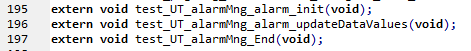 195 extern void test_UT_alarmMng_alarm_init(void);
196 extern void test_UT_alarmMng_alarm_updateDataValues(void);
197 extern void test_UT_alarmMng_End(void);